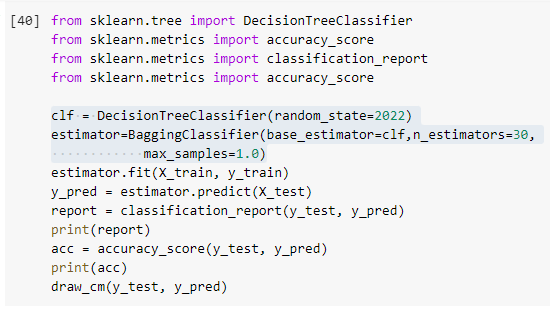 [40] from sklearn.tree import DecisionTreeClassifier
from sklearn.metrics import accuracy_score
from sklearn.metrics import classification_report
from sklearn.metrics import accuracy_score
clf = DecisionTreeClassifier(random_state=2022)
estimator=BaggingClassifier(base_estimator=clf,n_estimators=30,
max_samples=1.0)
estimator.fit(X_train, y_train)
y_pred = estimator.predict(X_test)
report = classification_report(y_test, y_pred)
print(report)
acc = accuracy_score(y_test, y_pred)
print(acc)
draw_cm(y_test, y_pred)